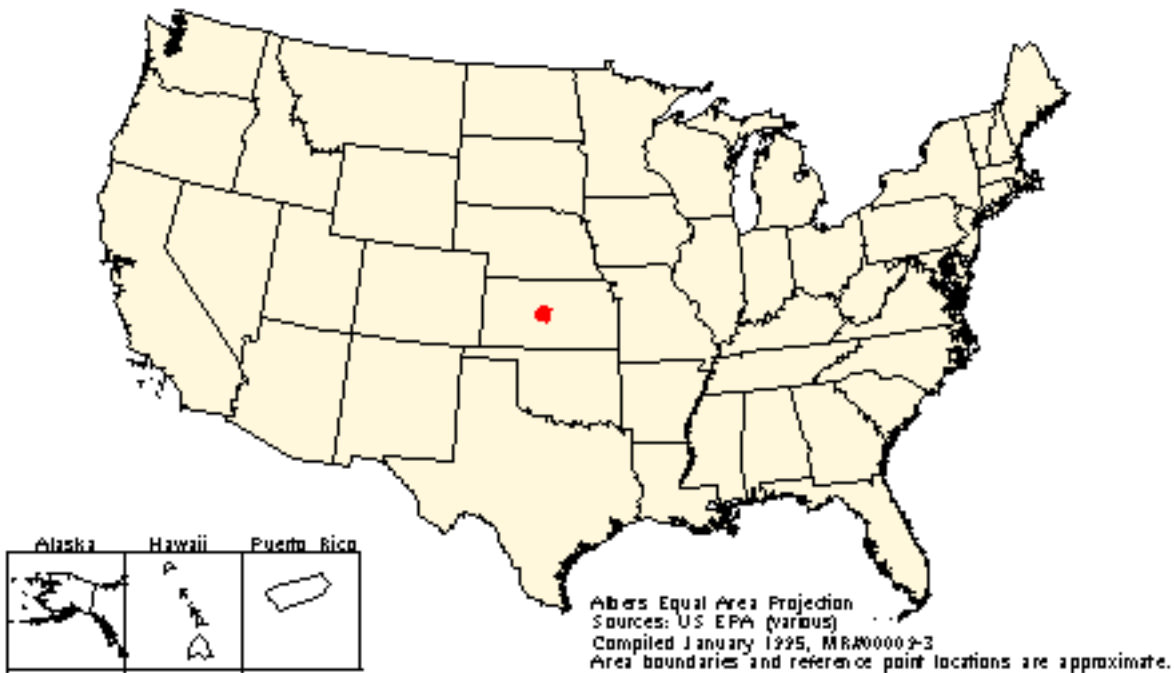 Alaska Hawaii Puerto Rico
Albers Equal Area Projection
Sources: US EPA (various)
Compiled January 1995, MR#00009-3
Area boundaries and reference point locations are approximate.